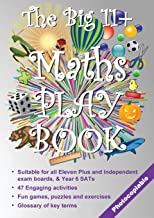 The Big 11+
Maths
PLAY
BOOK
Photocopiable
• Suitable for all Eleven Plus and Independent
exam boards, & Year 6 SATs
• 47 Engaging activities
• Fun games, puzzles and exercises
• Glossary of key terms